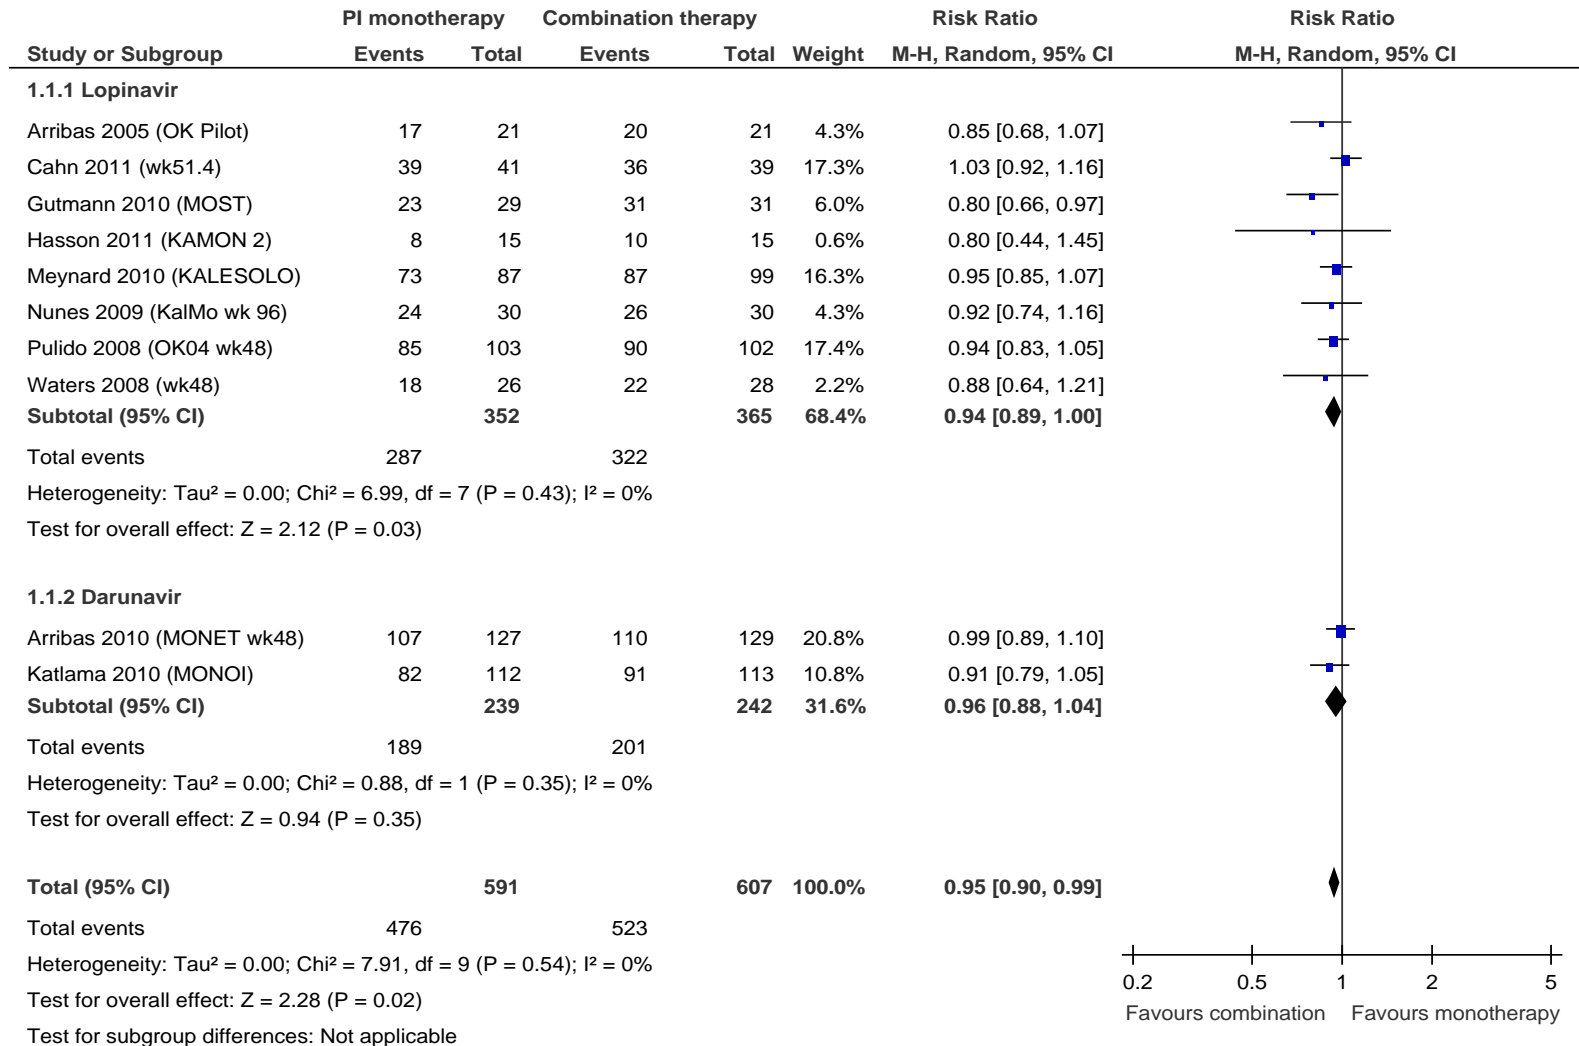 PI monotherapy Combination therapy Risk Ratio Risk Ratio
Study or Subgroup Events Total Events Total Weight M-H, Random, 95% CI M-H, Random, 95% CI
1.1.1 Lopinavir
Arribas 2005 (OK Pilot) 17 21 20 21 4.3% 0.85 [0.68, 1.07]
Cahn 2011 (wk51.4) 39 41 36 39 17.3% 1.03 [0.92, 1.16]
Gutmann 2010 (MOST) 23 29 31 31 6.0% 0.80 [0.66, 0.97]
Hasson 2011 (KAMON 2) 8 15 10 15 0.6% 0.80 [0.44, 1.45]
Meynard 2010 (KALESOLO) 73 87 87 99 16.3% 0.95 [0.85, 1.07]
Nunes 2009 (KalMo wk 96) 24 30 26 30 4.3% 0.92 [0.74, 1.16]
Pulido 2008 (OK04 wk48) 85 103 90 102 17.4% 0.94 [0.83, 1.05]
Waters 2008 (wk48) 18 26 22 28 2.2% 0.88 [0.64, 1.21]
Subtotal (95% CI) 352 365 68.4% 0.94 [0.89, 1.00]
Total events 287 322
Heterogeneity: Tau² = 0.00; Chi² = 6.99, df = 7 (P = 0.43); I² = 0%
Test for overall effect: Z = 2.12 (P = 0.03)
1.1.2 Darunavir
Arribas 2010 (MONET wk48) 107 127 110 129 20.8% 0.99 [0.89, 1.10]
Katlama 2010 (MONOI) 82 112 91 113 10.8% 0.91 [0.79, 1.05]
Subtotal (95% CI) 239 242 31.6% 0.96 [0.88, 1.04]
Total events 189 201
Heterogeneity: Tau² = 0.00; Chi² = 0.88, df = 1 (P = 0.35); I² = 0%
Test for overall effect: Z = 0.94 (P = 0.35)
Total (95% CI) 591 607 100.0% 0.95 [0.90, 0.99]
Total events 476 523
Heterogeneity: Tau² = 0.00; Chi² = 7.91, df = 9 (P = 0.54); I² = 0%
Test for overall effect: Z = 2.28 (P = 0.02)
Test for subgroup differences: Not applicable
0.2 0.5 1 2 5
Favours combination Favours monotherapy